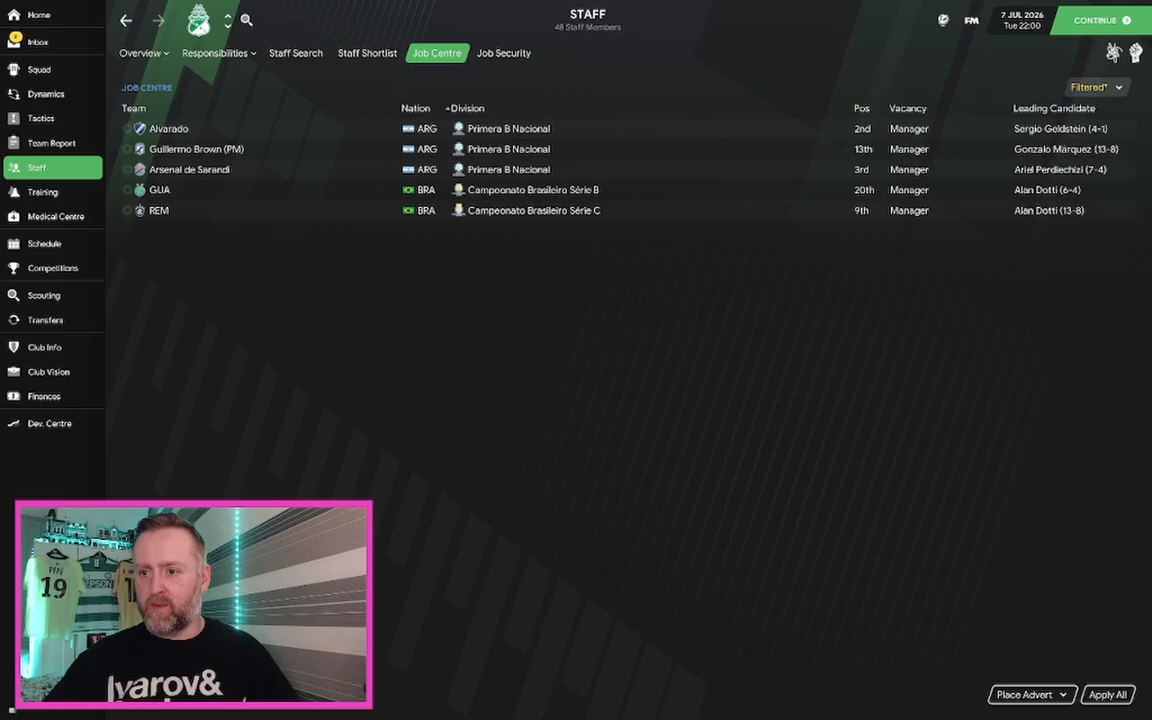 Home
STAFF
48 Staff Members
FM
7 JUL 2026
Tue 22:00
CONTINUE
Inbox
Overview Responsibilities Staff Search Staff Shortlist Job Centre Job Security
Squad
Dynamics
Tactics
Team Report
Staff
Training
Medical Centre
Schedule
Competitions
Scouting
Transfers
Club Info
Club Vision
Finances
Dev. Centre
JOB CENTRE Filtered*
Team Nation Division Pos Vacancy Leading Candidate
Alvarado ARG Primera B Nacional 2nd Manager Sergio Geldstein (4-1)
Guillermo Brown (PM) ARG Primera B Nacional 13th Manager Gonzalo Márquez (13-8)
Arsenal de Sarandí ARG Primera B Nacional 3rd Manager Ariel Perdiechizi (7-4)
GUA BRA Campeonato Brasileiro Série B 20th Manager Alan Dotti (6-4)
REM BRA Campeonato Brasileiro Série C 9th Manager Alan Dotti (13-8)
PEPE
19
lyarov&
Place Advert Apply All